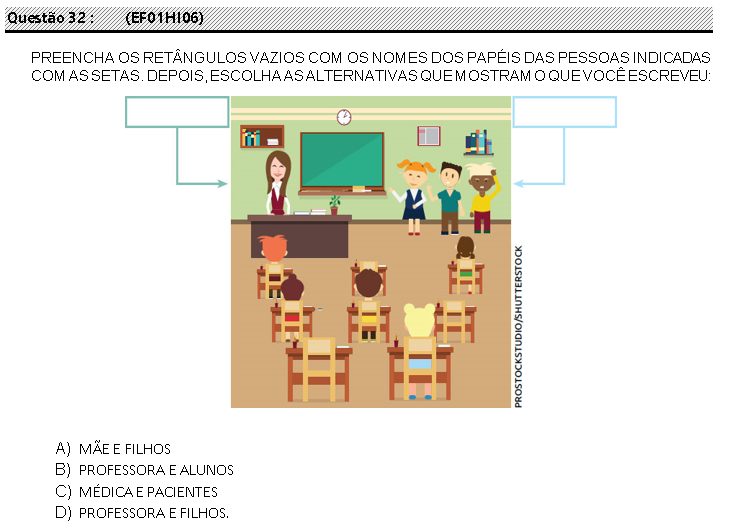 Questão 32 : (EF01HI06)
PREENCHA OS RETÂNGULOS VAZIOS COM OS NOMES DOS PAPÉIS DAS PESSOAS INDICADAS
COM AS SETAS. DEPOIS, ESCOLHA AS ALTERNATIVAS QUE MOSTRAM O QUE VOCÊ ESCREVEU:
PROSTOCKSTUDIO/SHUTTERSTOCK
A) MÃE E FILHOS
B) PROFESSORA E ALUNOS
C) MÉDICA E PACIENTES
D) PROFESSORA E FILHOS.